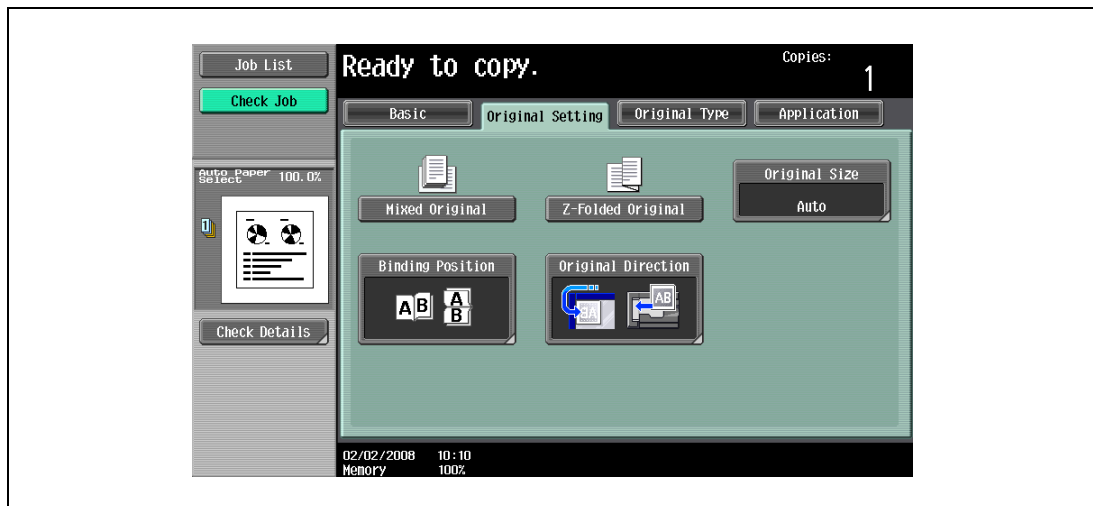 Job List
Check Job
Ready to copy.
Copies:
1
Basic
Original Setting
Original Type
Application
Auto Paper
Select
100.0%
1
Mixed Original
Z-Folded Original
Original Size
Auto
Binding Position
A B
A
B
Original Direction
AB
AB
Check Details
02/02/2008 10:10
Memory 100%